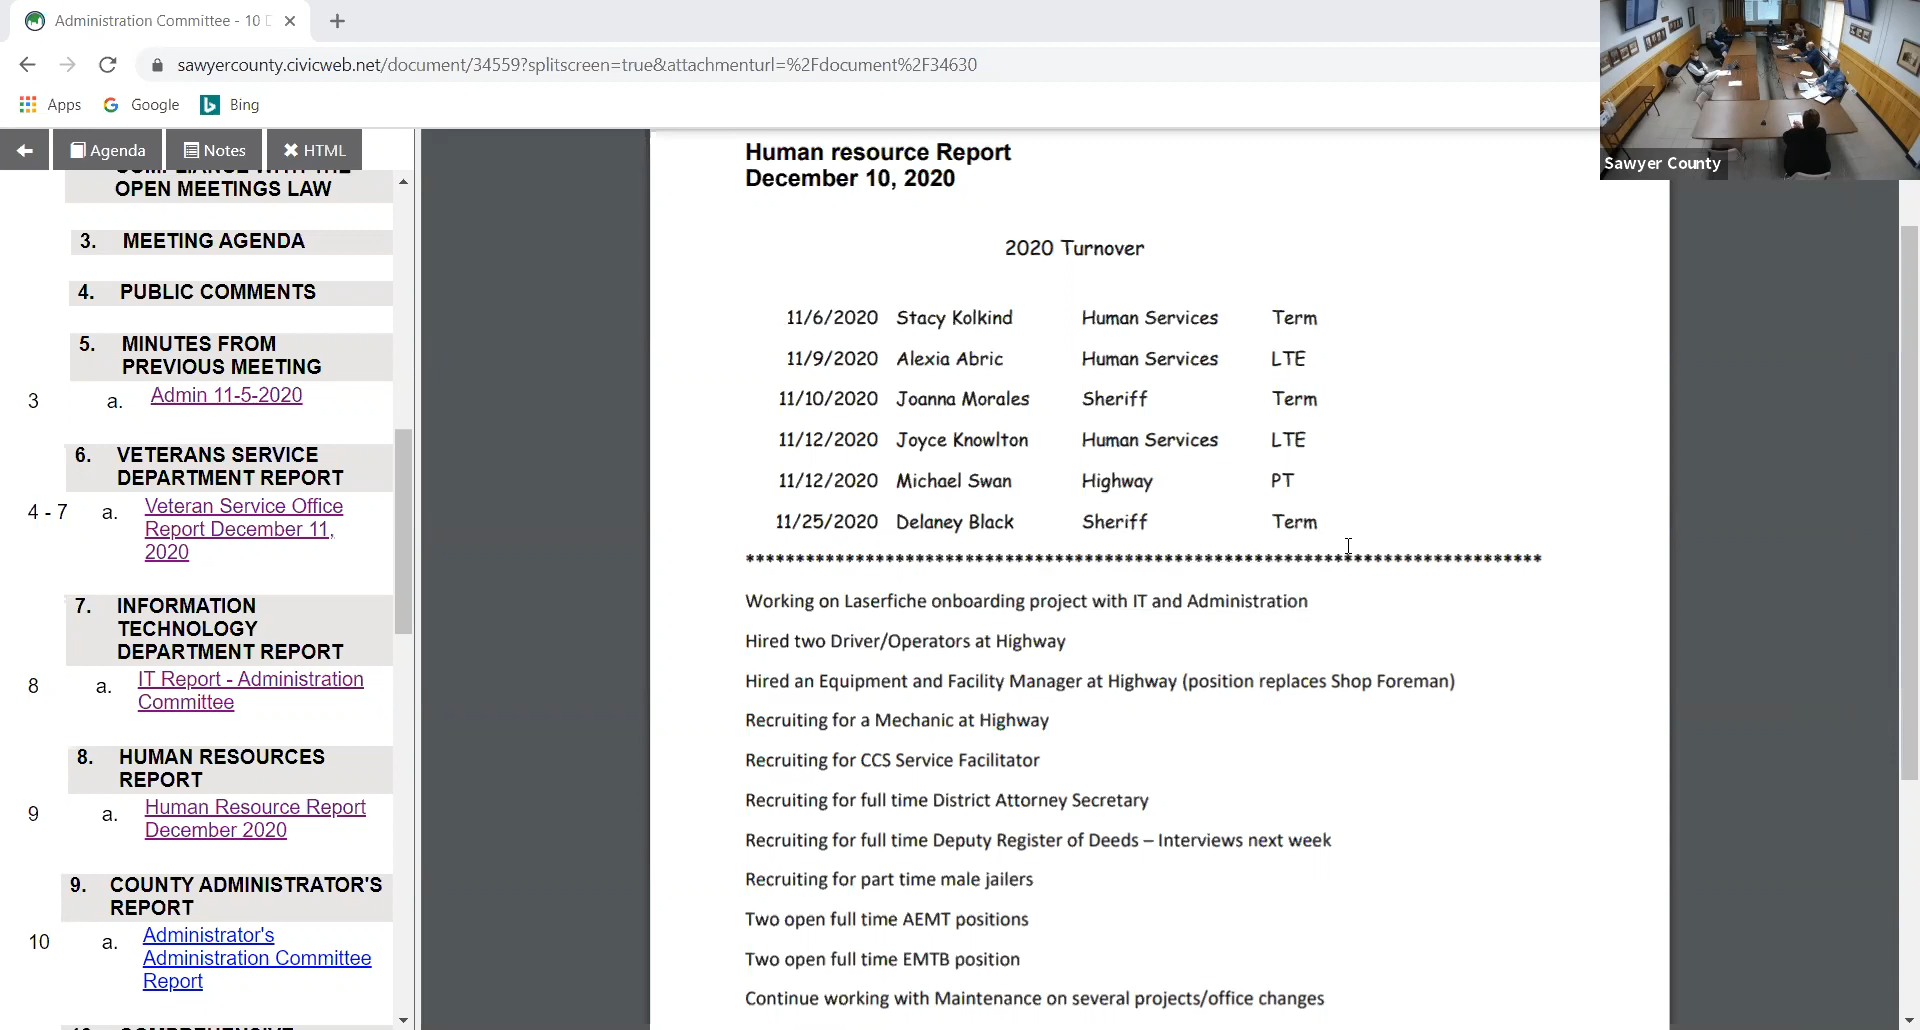 Administration Committee - 10 D
sawyercounty.civicweb.net/document/34559?splitscreen=true&attachmenturl=%2Fdocument%2F34630
Apps
Google
Bing
Agenda
Notes
HTML
COMPLIANCE WITH THE
OPEN MEETINGS LAW
3. MEETING AGENDA
4. PUBLIC COMMENTS
5. MINUTES FROM
PREVIOUS MEETING
3 a. Admin 11-5-2020
6. VETERANS SERVICE
DEPARTMENT REPORT
4 - 7 a. Veteran Service Office
Report December 11,
2020
7. INFORMATION
TECHNOLOGY
DEPARTMENT REPORT
8 a. IT Report - Administration
Committee
8. HUMAN RESOURCES
REPORT
9 a. Human Resource Report
December 2020
9. COUNTY ADMINISTRATOR'S
REPORT
10 a. Administrator's
Administration Committee
Report
Human resource Report
December 10, 2020
2020 Turnover
11/6/2020 Stacy Kolkind Human Services Term
11/9/2020 Alexia Abric Human Services LTE
11/10/2020 Joanna Morales Sheriff Term
11/12/2020 Joyce Knowlton Human Services LTE
11/12/2020 Michael Swan Highway PT
11/25/2020 Delaney Black Sheriff Term
********************************************************************************
Working on Laserfiche onboarding project with IT and Administration
Hired two Driver/Operators at Highway
Hired an Equipment and Facility Manager at Highway (position replaces Shop Foreman)
Recruiting for a Mechanic at Highway
Recruiting for CCS Service Facilitator
Recruiting for full time District Attorney Secretary
Recruiting for full time Deputy Register of Deeds – Interviews next week
Recruiting for part time male jailers
Two open full time AEMT positions
Two open full time EMTB position
Continue working with Maintenance on several projects/office changes
Sawyer County